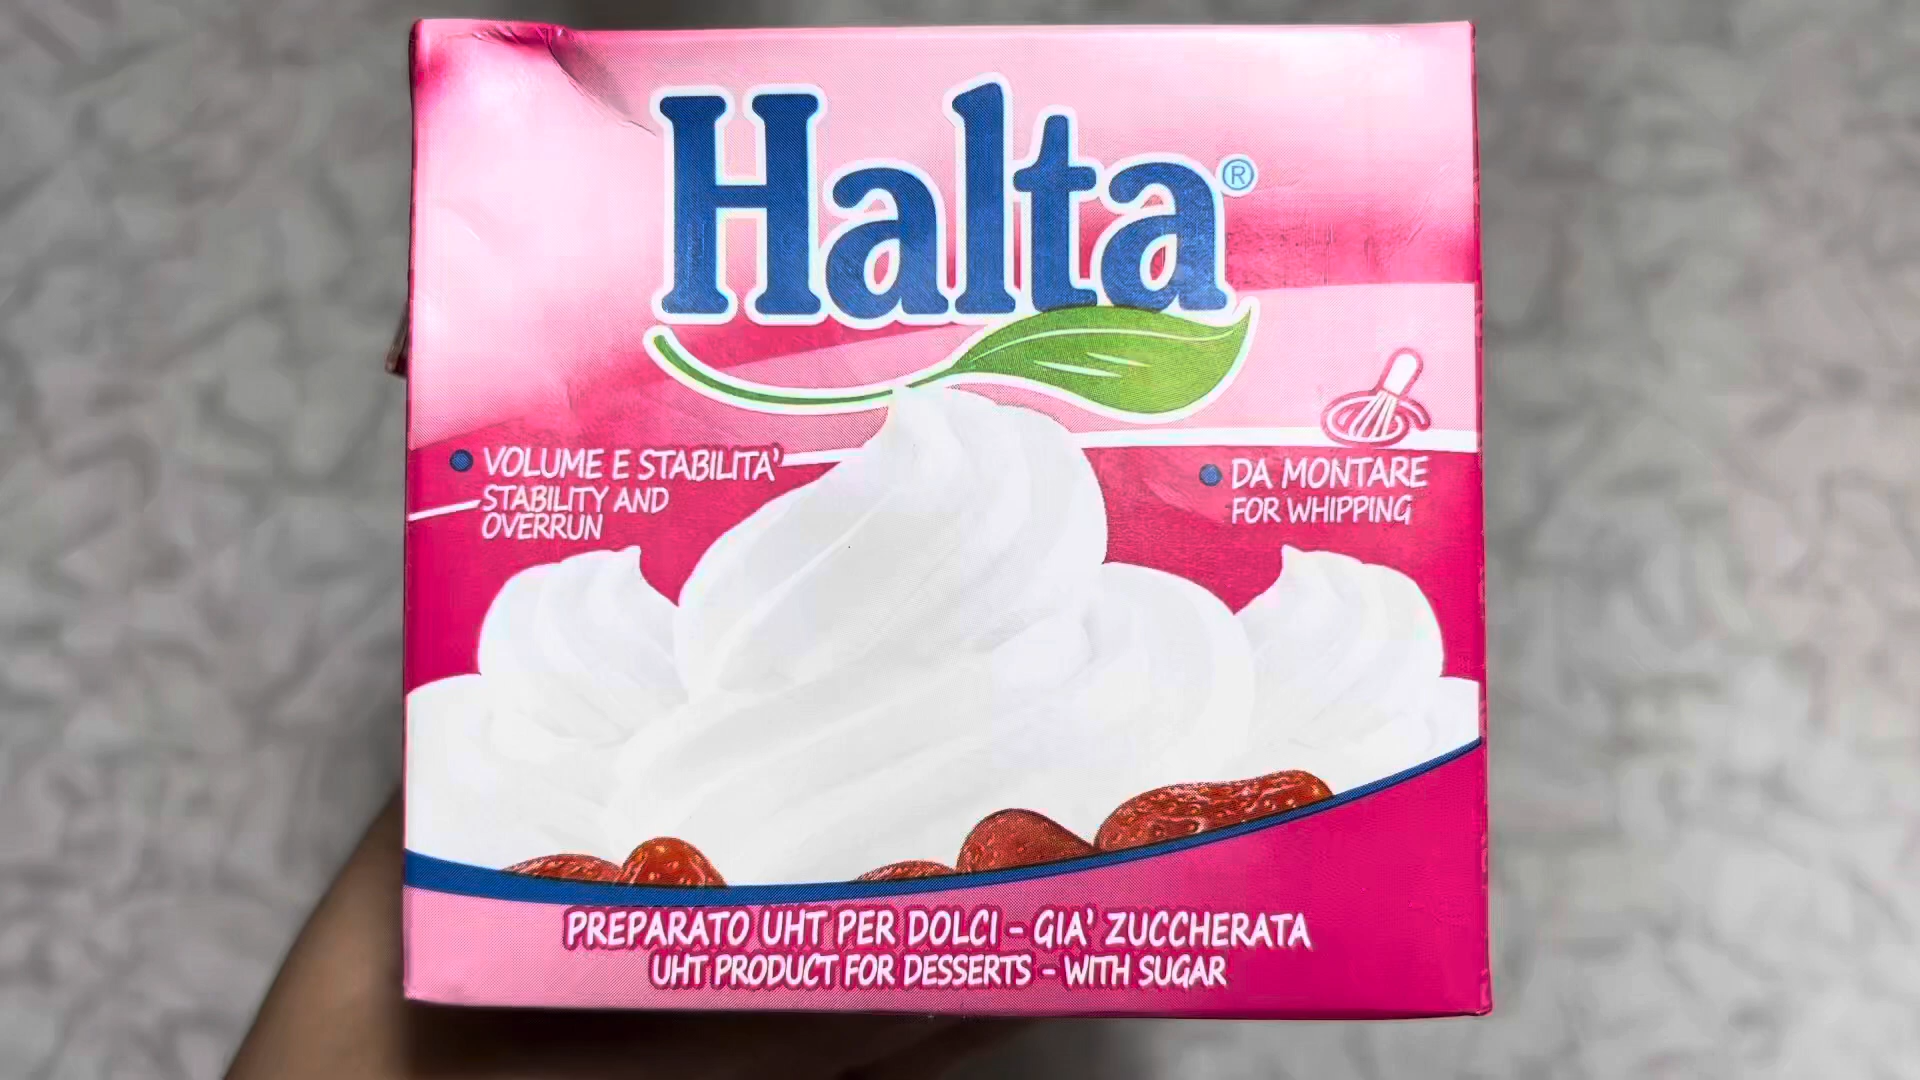 Halta®
VOLUME E STABILITA'
STABILITY AND
OVERRUN
DA MONTARE
FOR WHIPPING
PREPARATO UHT PER DOLCI - GIA' ZUCCHERATA
UHT PRODUCT FOR DESSERTS - WITH SUGAR